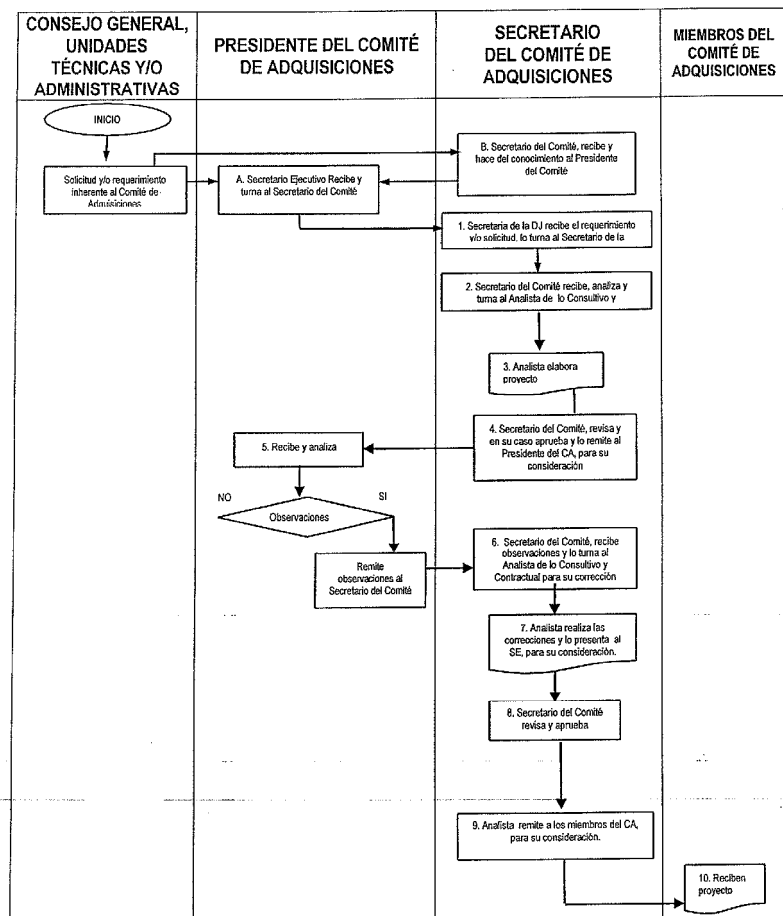 CONSEJO GENERAL,
UNIDADES
TÉCNICAS Y/O
ADMINISTRATIVAS
PRESIDENTE DEL COMITÉ
DE ADQUISICIONES
SECRETARIO
DEL COMITÉ DE
ADQUISICIONES
MIEMBROS DEL
COMITÉ DE
ADQUISICIONES
INICIO
Solicitud y/o requerimiento
inherente al Comité de
Adquisiciones
A. Secretario Ejecutivo Recibe y
turna al Secretario del Comité
B. Secretario del Comité, recibe y
hace del conocimiento al Presidente
del Comité
1. Secretaria de la DJ recibe el requerimiento
y/o solicitud, lo turna al Secretario de la
2. Secretario del Comité recibe, analiza y
turna al Analista de lo Consultivo y
3. Analista elabora
proyecto
4. Secretario del Comité, revisa y
en su caso aprueba y lo remite al
Presidente del CA, para su
consideración
5. Recibe y analiza
NO
SI
Observaciones
Remite
observaciones al
Secretario del Comité
6. Secretario del Comité, recibe
observaciones y lo turna al
Analista de lo Consultivo y
Contractual para su corrección
7. Analista realiza las
correcciones y lo presenta al
SE, para su consideración.
8. Secretario del Comité
revisa y aprueba
9. Analista remite a los miembros del CA,
para su consideración.
10. Reciben
proyecto